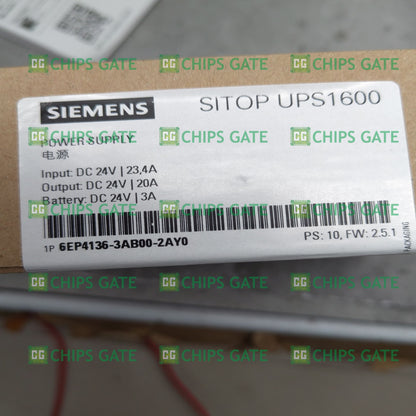 CHIPS GATE
SIEMENS
SITOP UPS1600
POWER SUPPLY
电源
Input: DC 24V | 23,4A
Output: DC 24V | 20A
Battery: DC 24V | 3A
1P 6EP4136-3AB00-2AY0
PS: 10, FW: 2.5.1
PACKAGING